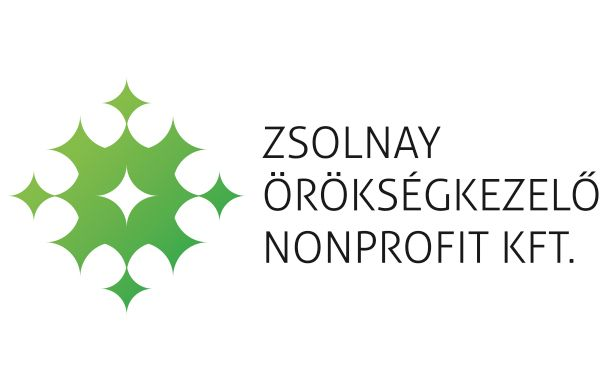 ZSOLNAY
ÖRÖKSÉGKEZELŐ
NONPROFIT KFT.